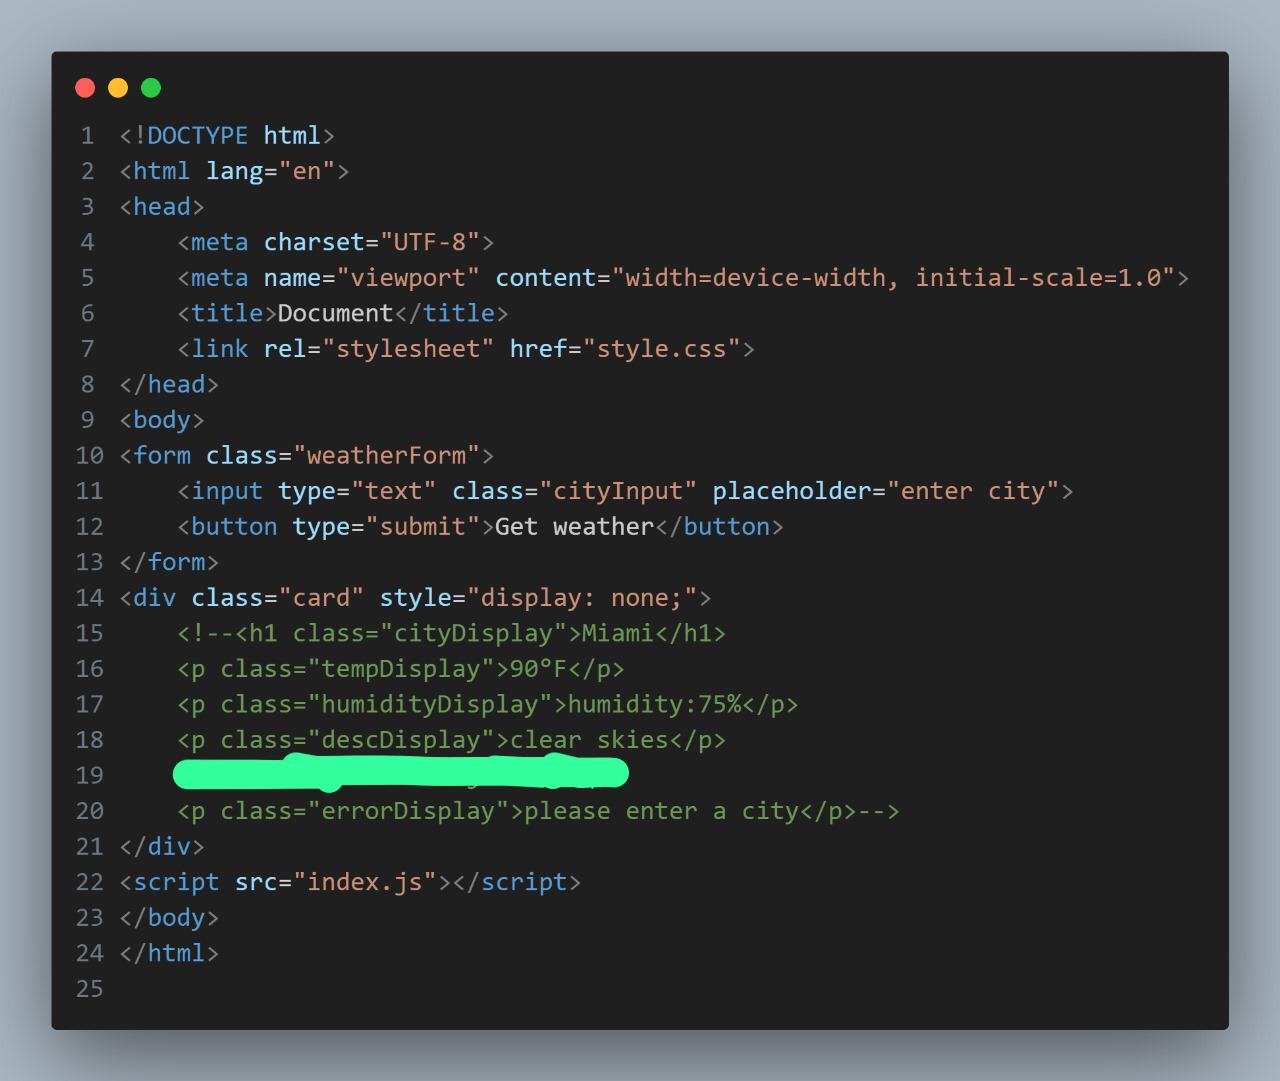 1 <!DOCTYPE html>
2 <html lang="en">
3 <head>
4     <meta charset="UTF-8">
5     <meta name="viewport" content="width=device-width, initial-scale=1.0">
6     <title>Document</title>
7     <link rel="stylesheet" href="style.css">
8 </head>
9 <body>
10 <form class="weatherForm">
11     <input type="text" class="cityInput" placeholder="enter city">
12     <button type="submit">Get weather</button>
13 </form>
14 <div class="card" style="display: none;">
15     <!--<h1 class="cityDisplay">Miami</h1>
16     <p class="tempDisplay">90°F</p>
17     <p class="humidityDisplay">humidity:75%</p>
18     <p class="descDisplay">clear skies</p>
19
20     <p class="errorDisplay">please enter a city</p>-->
21 </div>
22 <script src="index.js"></script>
23 </body>
24 </html>
25